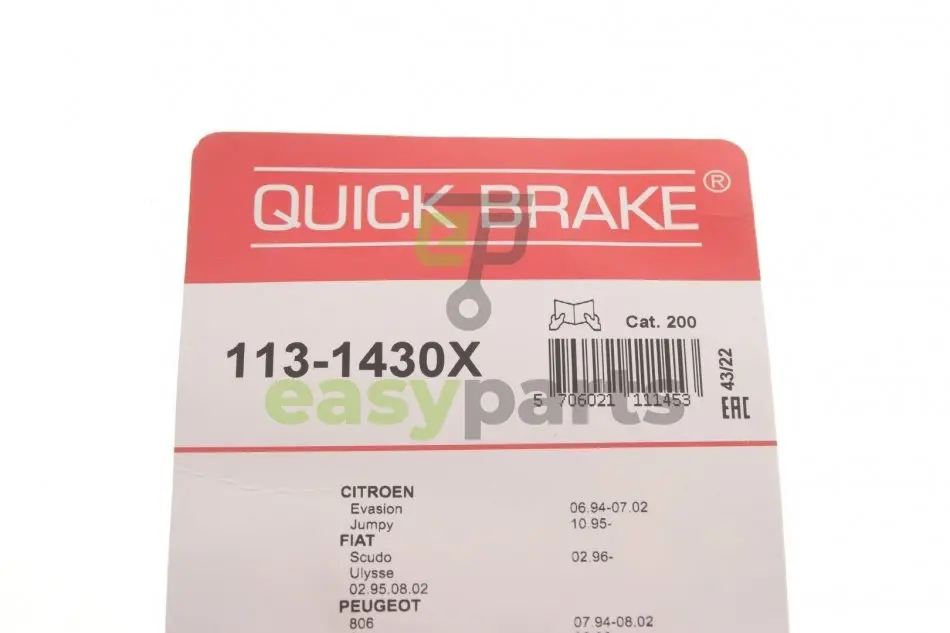 QUICK BRAKE®
ep
Cat. 200
113-1430X
easyparts
5 706021 111453
43/22
EAC
CITROEN
Evasion 06.94-07.02
Jumpy 10.95-
FIAT
Scudo 02.96-
Ulysse
02.95.08.02
PEUGEOT
806 07.94-08.02